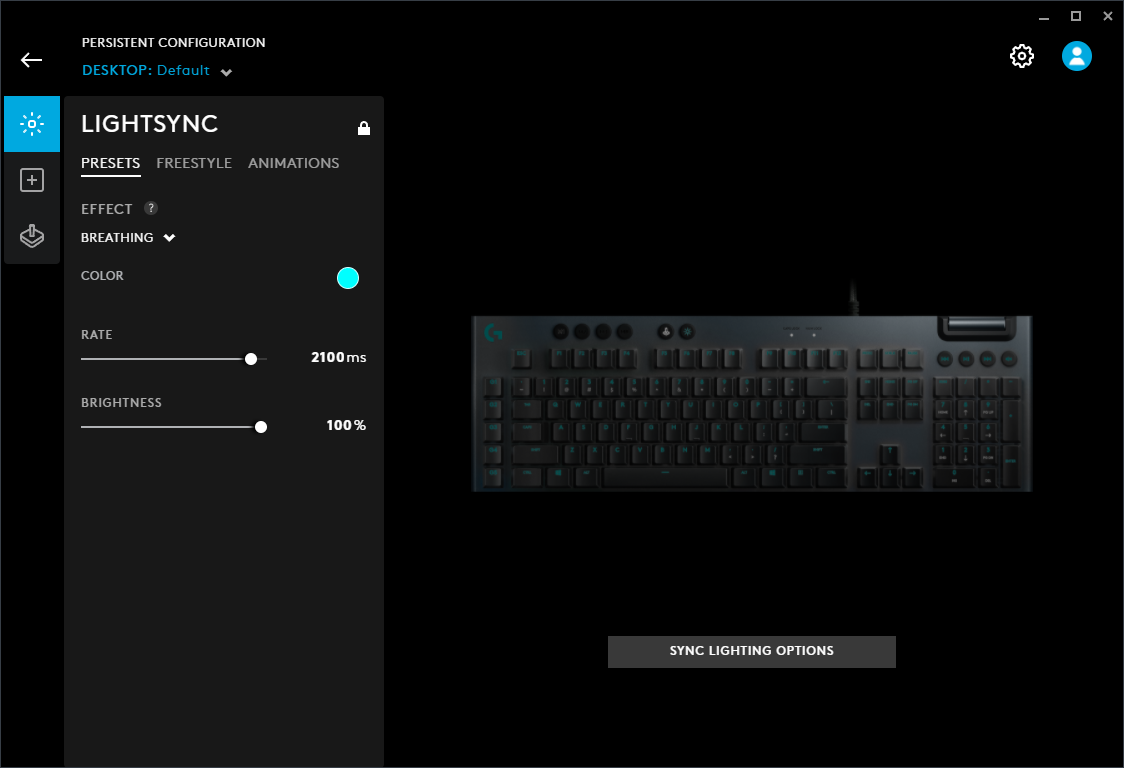 PERSISTENT CONFIGURATION
DESKTOP: Default
LIGHTSYNC
PRESETS FREESTYLE ANIMATIONS
EFFECT ?
BREATHING
COLOR
RATE
2100 ms
BRIGHTNESS
100 %
SYNC LIGHTING OPTIONS